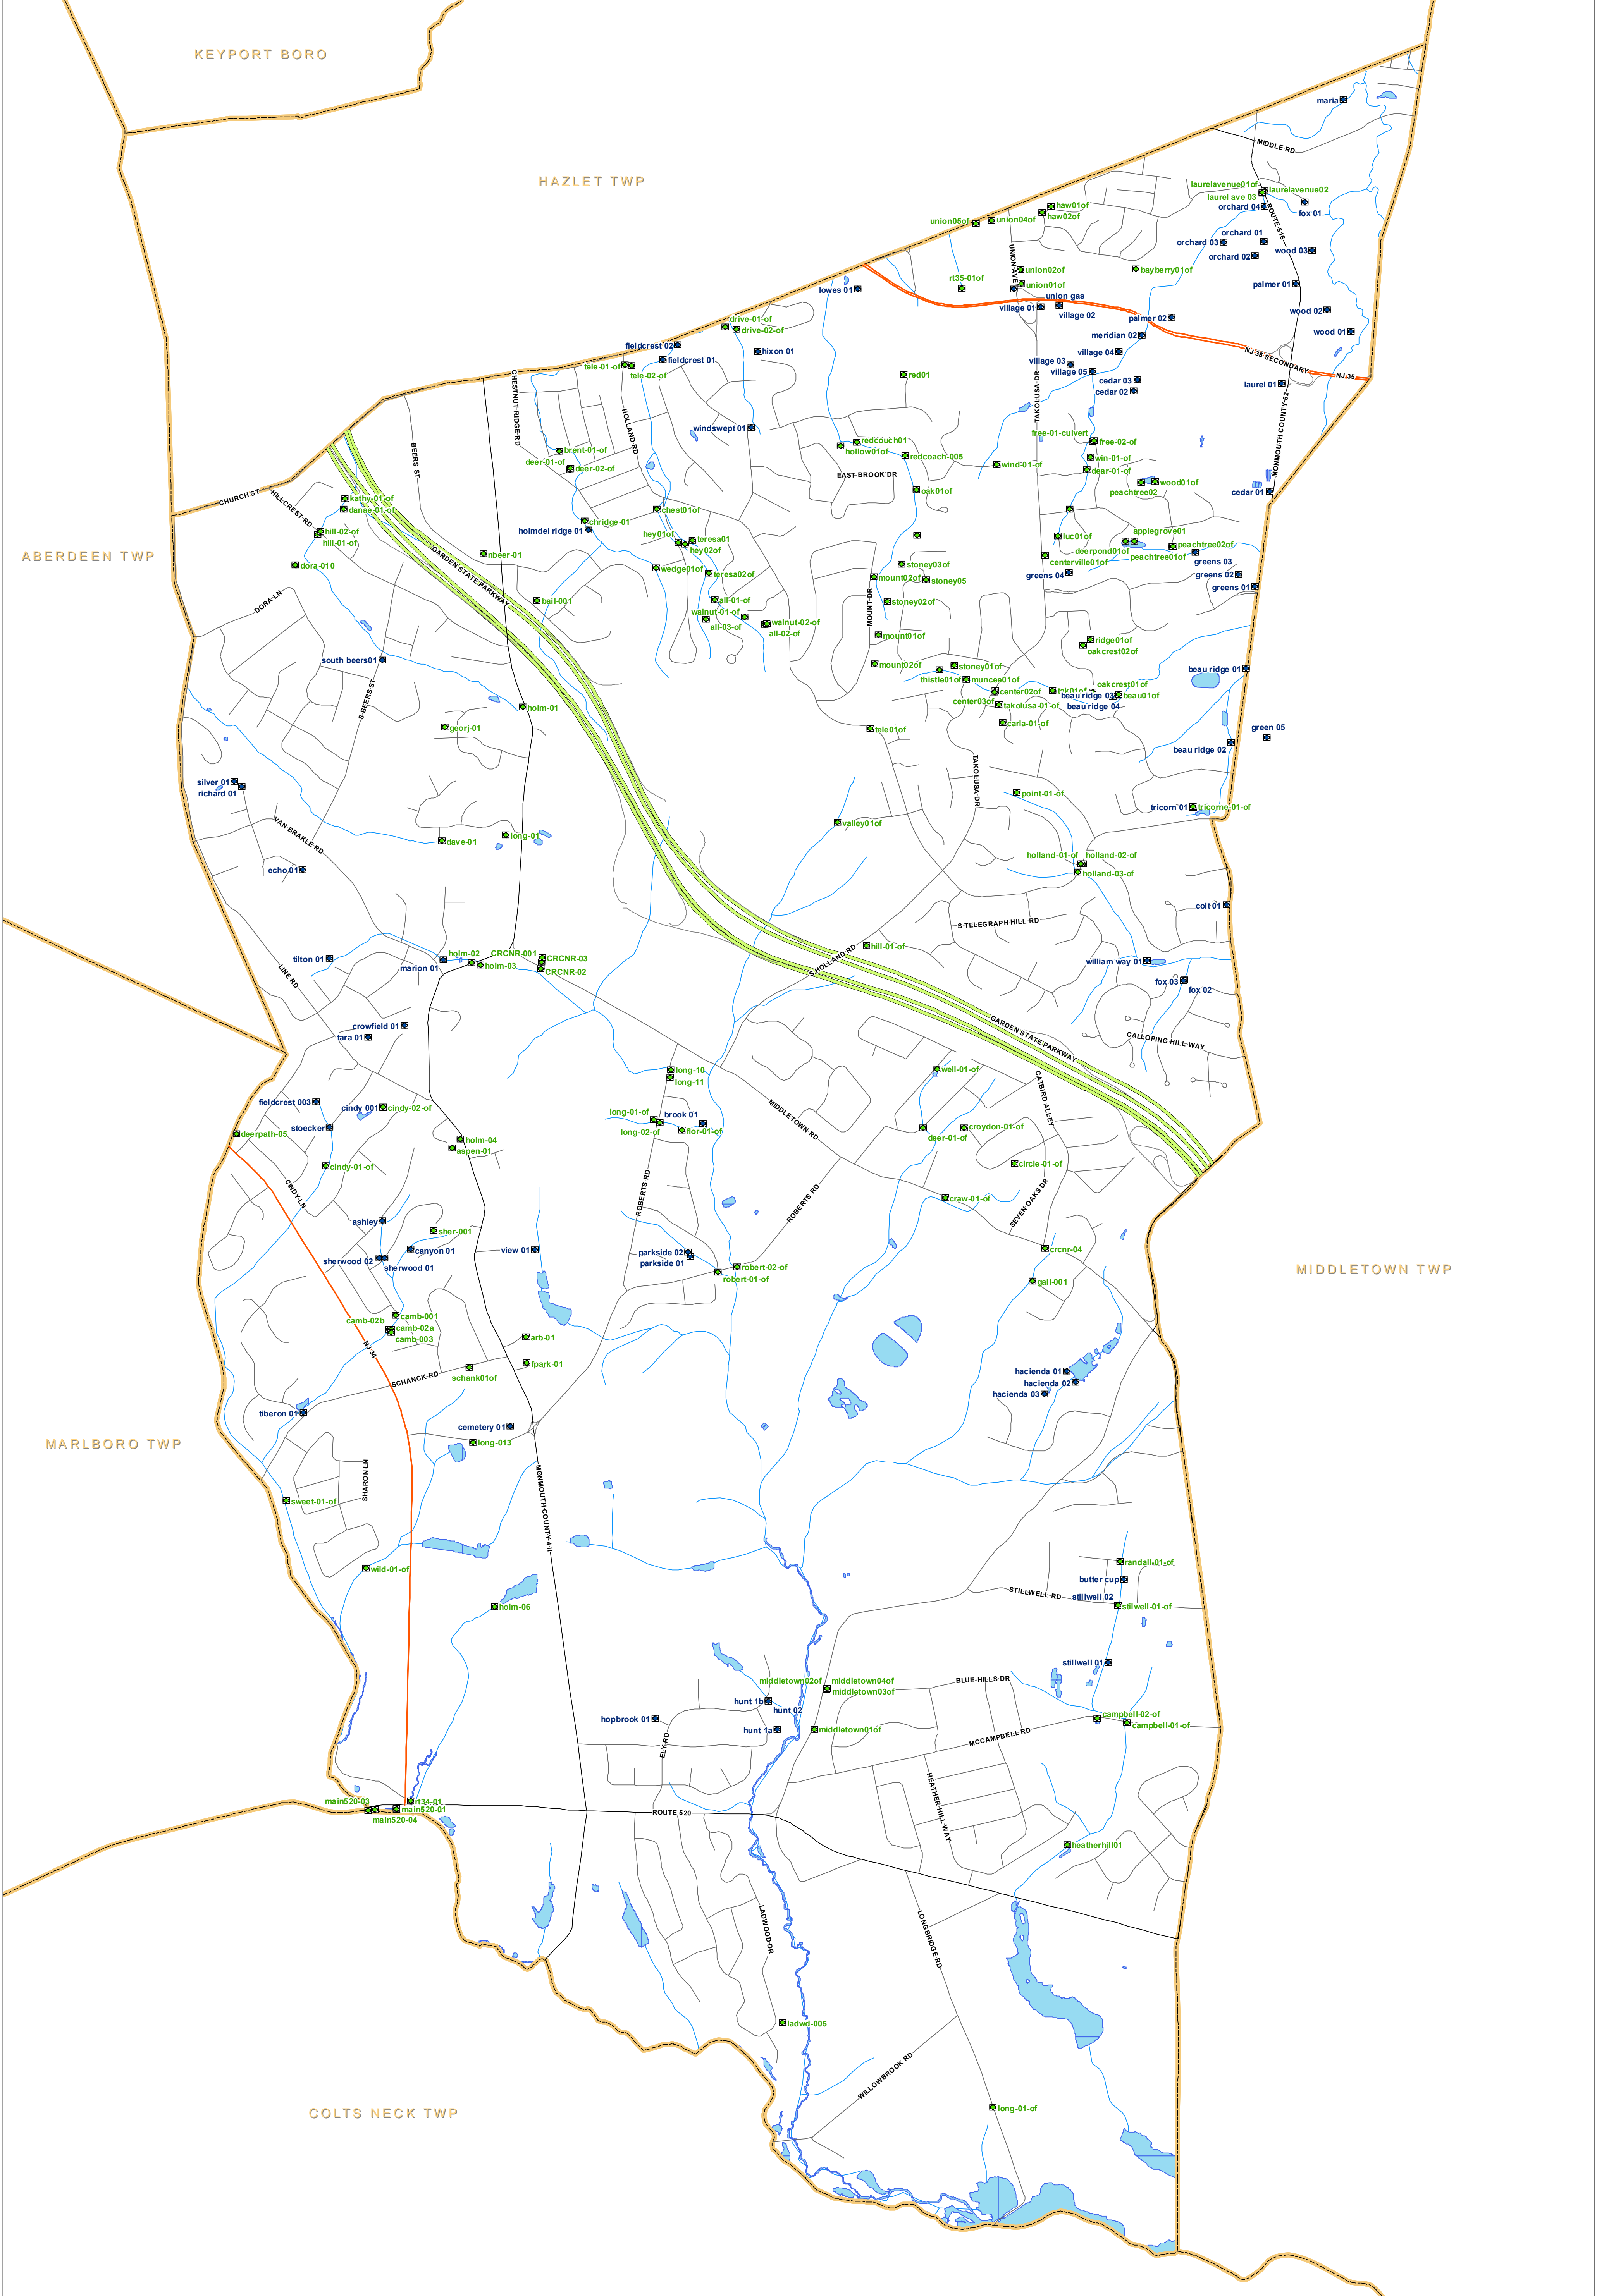 KEYPORT BORO
maria
MIDDLE RD
HAZLET TWP
laurelavenue01of
laurelavenue02
laurel ave 03
orchard 04
fox 01
ROUTE 516
haw01of
haw02of
union05of
union04of
orchard 01
orchard 03
orchard 02
wood 03
UNION AVE
union02of
bayberry01of
rt35-01of
union01of
palmer 01
lowes 01
union gas
village 01
village 02
palmer 02
wood 02
drive-01-of
drive-02-of
meridian 02
wood 01
fieldcrest 02
fieldcrest 01
hixon 01
village 04
village 03
village 05
NJ 35 SECONDARY
NJ 35
tele-01-of
tele-02-of
red01
cedar 03
cedar 02
laurel 01
CHESTNUT RIDGE RD
HOLLAND RD
TAKOLUSA DR
MONMOUTH COUNTY 52
windswept 01
redcouch01
hollow01of
redcoach-005
free-01-culvert
free-02-of
BEERS ST
brent-01-of
deer-01-of
deer-02-of
wind-01-of
win-01-of
dear-01-of
EAST BROOK DR
oak01of
wood01of
peachtree02
cedar 01
CHURCH ST
HILLCREST RD
kathy-01-of
danae-01-of
hill-02-of
hill-01-of
chest01of
chridge-01
holmdel ridge 01
hey01of
hey02of
teresa01
luc01of
applegrove01
deerpond01of
peachtree02of
peachtree01of
centerville01of
ABERDEEN TWP
GARDEN STATE PARKWAY
nbeer-01
dora-010
wedge01of
teresa02of
stoney03of
mount02of
stoney05
greens 04
greens 03
greens 02
greens 01
DORA LN
bail-001
all-01-of
walnut-01-of
all-03-of
walnut-02-of
all-02-of
stoney02of
MOUNT DR
mount01of
ridge01of
oakcrest02of
south beers01
mount02of
stoney01of
thistle01of
muncee01of
beau ridge 01
S BEERS ST
holm-01
center02of
center03of
takolusa-01-of
oakcrest01of
beau ridge 03
beau01of
beau ridge 04
georj-01
carla-01-of
tele01of
green 05
beau ridge 02
silver 01
richard 01
TAKOLUSA DR
point-01-of
tricorn 01
tricorne-01-of
VAN BRAKLE RD
valley01of
long-01
dave-01
holland-01-of
holland-02-of
holland-03-of
echo 01
colt 01
S TELEGRAPH HILL RD
tilton 01
marion 01
holm-02
holm-03
CRCNR-001
CRCNR-03
CRCNR-02
hill-01-of
S HOLLAND RD
LINE RD
william way 01
fox 03
fox 02
crowfield 01
tara 01
GARDEN STATE PARKWAY
CALLOPING HILL WAY
long-10
long-11
well-01-of
CATBIRD ALLEY
fieldcrest 003
cindy 001
cindy-02-of
stoecker
long-01-of
long-02-of
brook 01
flor-01-of
MIDDLETOWN RD
deer-01-of
croydon-01-of
deerpath-05
holm-04
aspen-01
cindy-01-of
circle-01-of
CINDY LN
ROBERTS RD
ROBERTS RD
craw-01-of
SEVEN OAKS DR
ashley
sher-001
canyon 01
sherwood 02
sherwood 01
view 01
parkside 02
parkside 01
robert-02-of
robert-01-of
crcnr-04
gall-001
MIDDLETOWN TWP
camb-001
camb-02b
camb-02a
camb-003
NJ 34
arb-01
fpark-01
SCHANCK RD
schank01of
hacienda 01
hacienda 02
hacienda 03
tiberon 01
cemetery 01
long-013
MARLBORO TWP
SHARON LN
MONMOUTH COUNTY 4 II
sweet-01-of
wild-01-of
randall-01-of
butter cup
STILLWELL RD
stillwell 02
stilwell-01-of
holm-06
stillwell 01
middletown02of
middletown04of
middletown03of
BLUE HILLS DR
hunt 1b
hunt 02
hopbrook 01
hunt 1a
middletown01of
campbell-02-of
campbell-01-of
MCCAMPBELL RD
ELY RD
HEATHER HILL WAY
main520-03
rt34-01
main520-01
main520-04
ROUTE 520
heatherhill01
LADWOOD DR
LONGBRIDGE RD
ladwd-005
WILLOWBROOK RD
long-01-of
COLTS NECK TWP